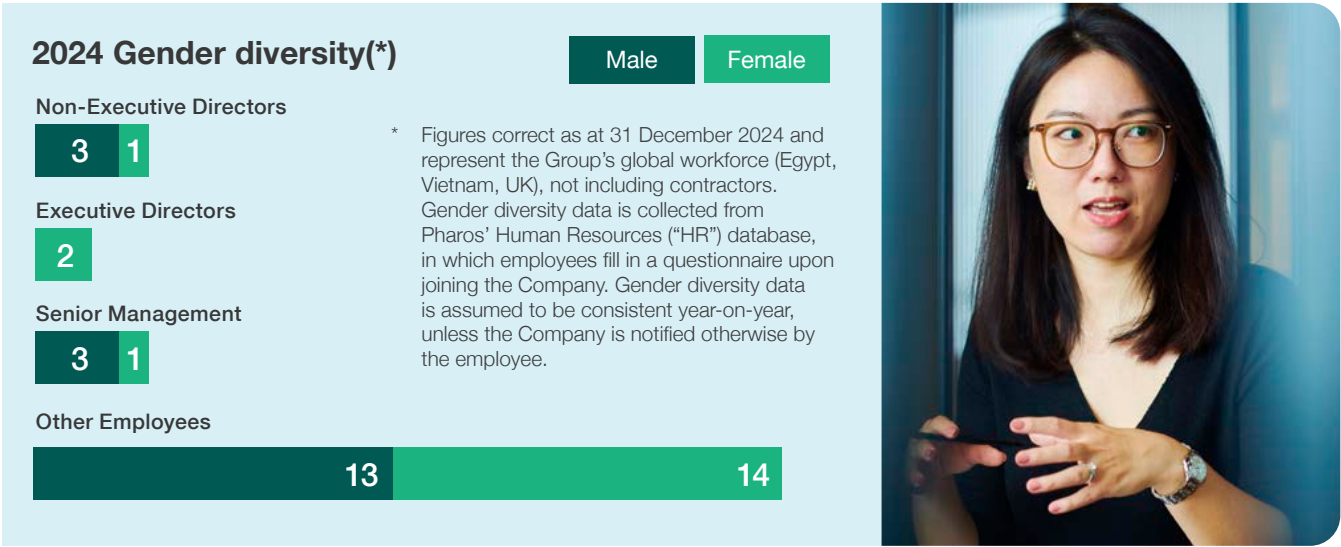 2024 Gender diversity(*)
Male
Female
Non-Executive Directors
3
1
Executive Directors
2
Senior Management
3
1
Other Employees
13
14
* Figures correct as at 31 December 2024 and
represent the Group’s global workforce (Egypt,
Vietnam, UK), not including contractors.
Gender diversity data is collected from
Pharos’ Human Resources (“HR”) database,
in which employees fill in a questionnaire upon
joining the Company. Gender diversity data
is assumed to be consistent year-on-year,
unless the Company is notified otherwise by
the employee.